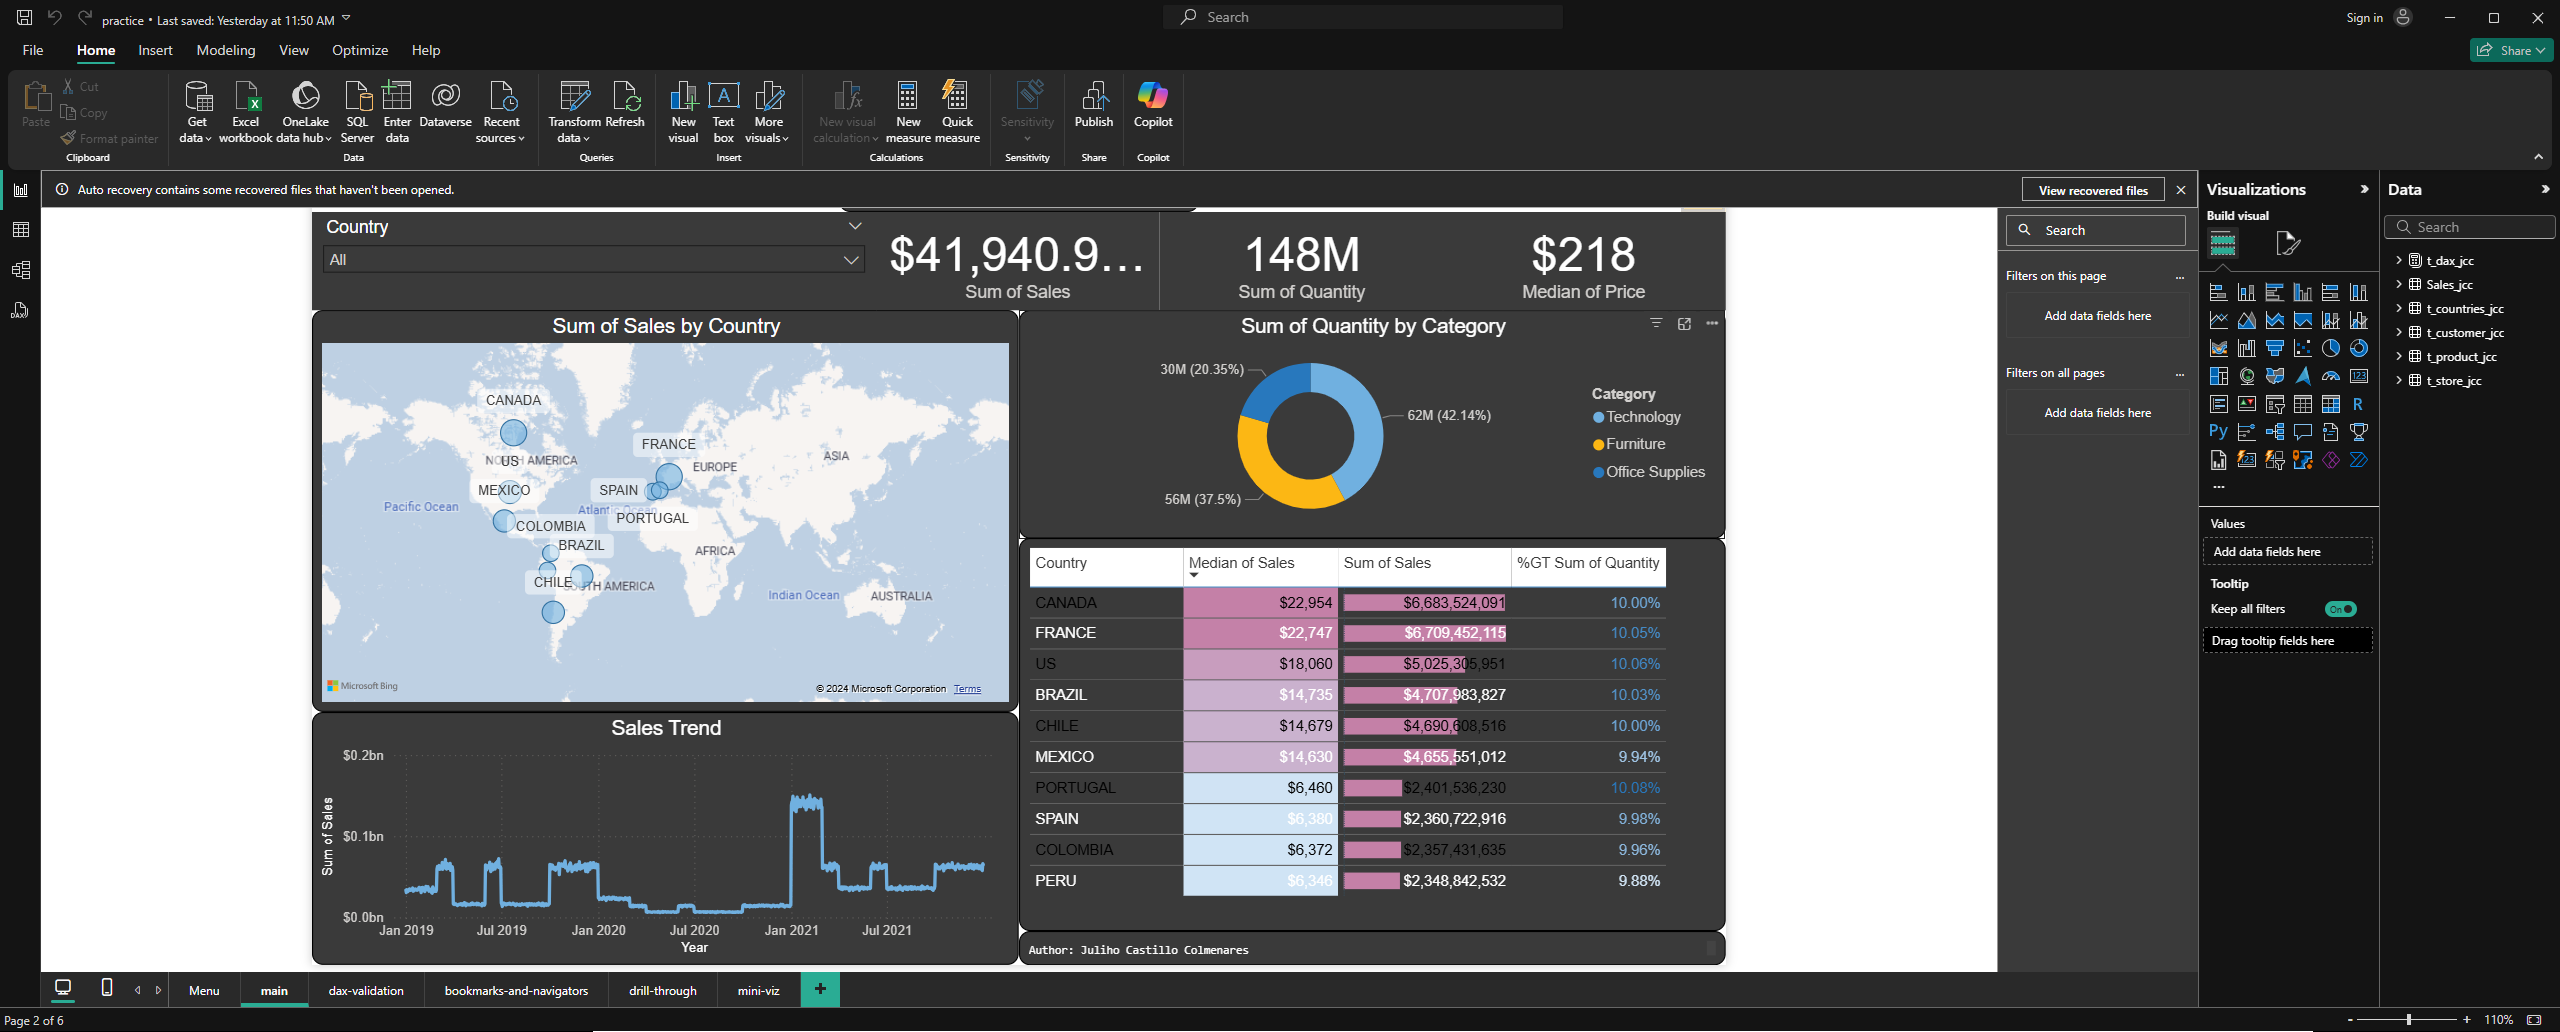 practice • Last saved: Yesterday at 11:50 AM
Search
Sign in
File
Home
Insert
Modeling
View
Optimize
Help
Share
Paste
Cut
Copy
Format painter
Clipboard
Get data
Excel workbook
OneLake data hub
SQL Server
Enter data
Dataverse
Recent sources
Data
Transform data
Refresh
Queries
New visual
Text box
More visuals
Insert
New visual calculation
New measure
Quick measure
Calculations
Sensitivity
Sensitivity
Publish
Share
Copilot
Copilot
Auto recovery contains some recovered files that haven't been opened.
View recovered files
Country
All
$41,940.9...
Sum of Sales
148M
Sum of Quantity
$218
Median of Price
Sum of Sales by Country
CANADA
FRANCE
NORTH AMERICA
US
EUROPE
ASIA
MEXICO
SPAIN
Pacific Ocean
Atlantic Ocean
PORTUGAL
COLOMBIA
BRAZIL
AFRICA
CHILE
SOUTH AMERICA
Indian Ocean
AUSTRALIA
Microsoft Bing
© 2024 Microsoft Corporation Terms
Sum of Quantity by Category
30M (20.35%)
62M (42.14%)
56M (37.5%)
Category
Technology
Furniture
Office Supplies
Country Median of Sales Sum of Sales %GT Sum of Quantity
CANADA $22,954 $6,683,524,091 10.00%
FRANCE $22,747 $6,709,452,115 10.05%
US $18,060 $5,025,305,951 10.06%
BRAZIL $14,735 $4,707,983,827 10.03%
CHILE $14,679 $4,690,608,516 10.00%
MEXICO $14,630 $4,655,551,012 9.94%
PORTUGAL $6,460 $2,401,536,230 10.08%
SPAIN $6,380 $2,360,722,916 9.98%
COLOMBIA $6,372 $2,357,431,635 9.96%
PERU $6,346 $2,348,842,532 9.88%
Sales Trend
Sum of Sales
$0.2bn
$0.1bn
$0.0bn
Jan 2019
Jul 2019
Jan 2020
Jul 2020
Jan 2021
Jul 2021
Year
Author: Juliho Castillo Colmenares
Search
Filters on this page
...
Add data fields here
Filters on all pages
...
Add data fields here
Visualizations
Build visual
123
R
Py
123
...
Values
Add data fields here
Tooltip
Keep all filters
On
Drag tooltip fields here
Data
Search
t_dax_jcc
Sales_jcc
t_countries_jcc
t_customer_jcc
t_product_jcc
t_store_jcc
DAX
Menu
main
dax-validation
bookmarks-and-navigators
drill-through
mini-viz
+
Page 2 of 6
- + 110%